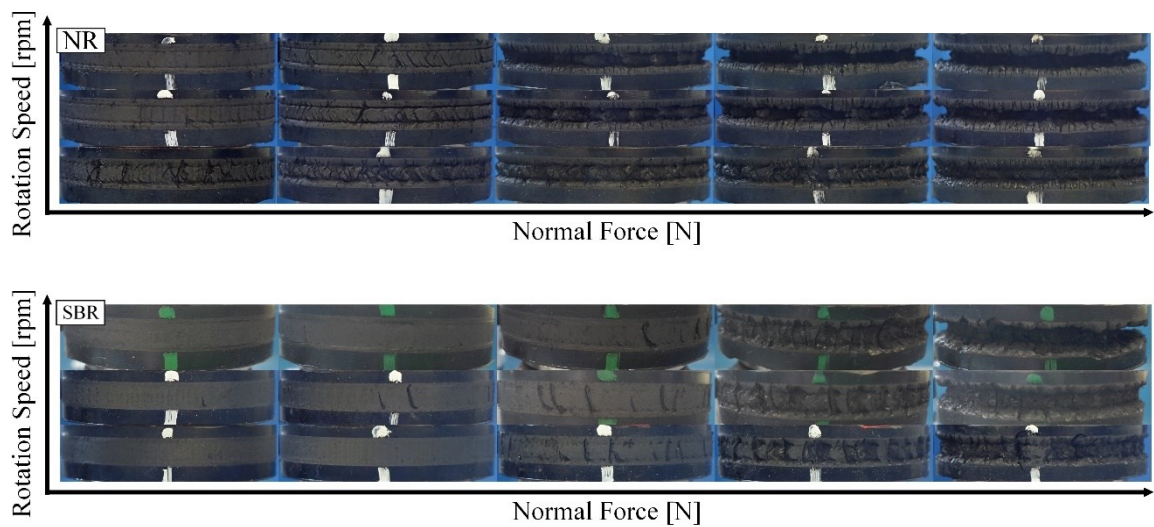 Rotation Speed [rpm]
NR
Normal Force [N]
Rotation Speed [rpm]
SBR
Normal Force [N]